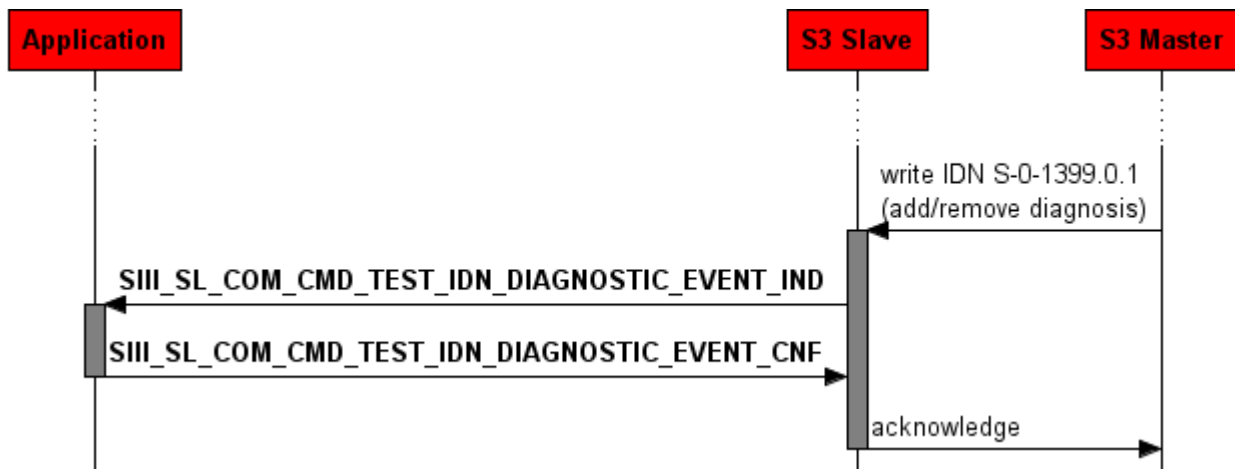 Application
S3 Slave
S3 Master
write IDN S-0-1399.0.1
(add/remove diagnosis)
SIII_SL_COM_CMD_TEST_IDN_DIAGNOSTIC_EVENT_IND
SIII_SL_COM_CMD_TEST_IDN_DIAGNOSTIC_EVENT_CNF
acknowledge